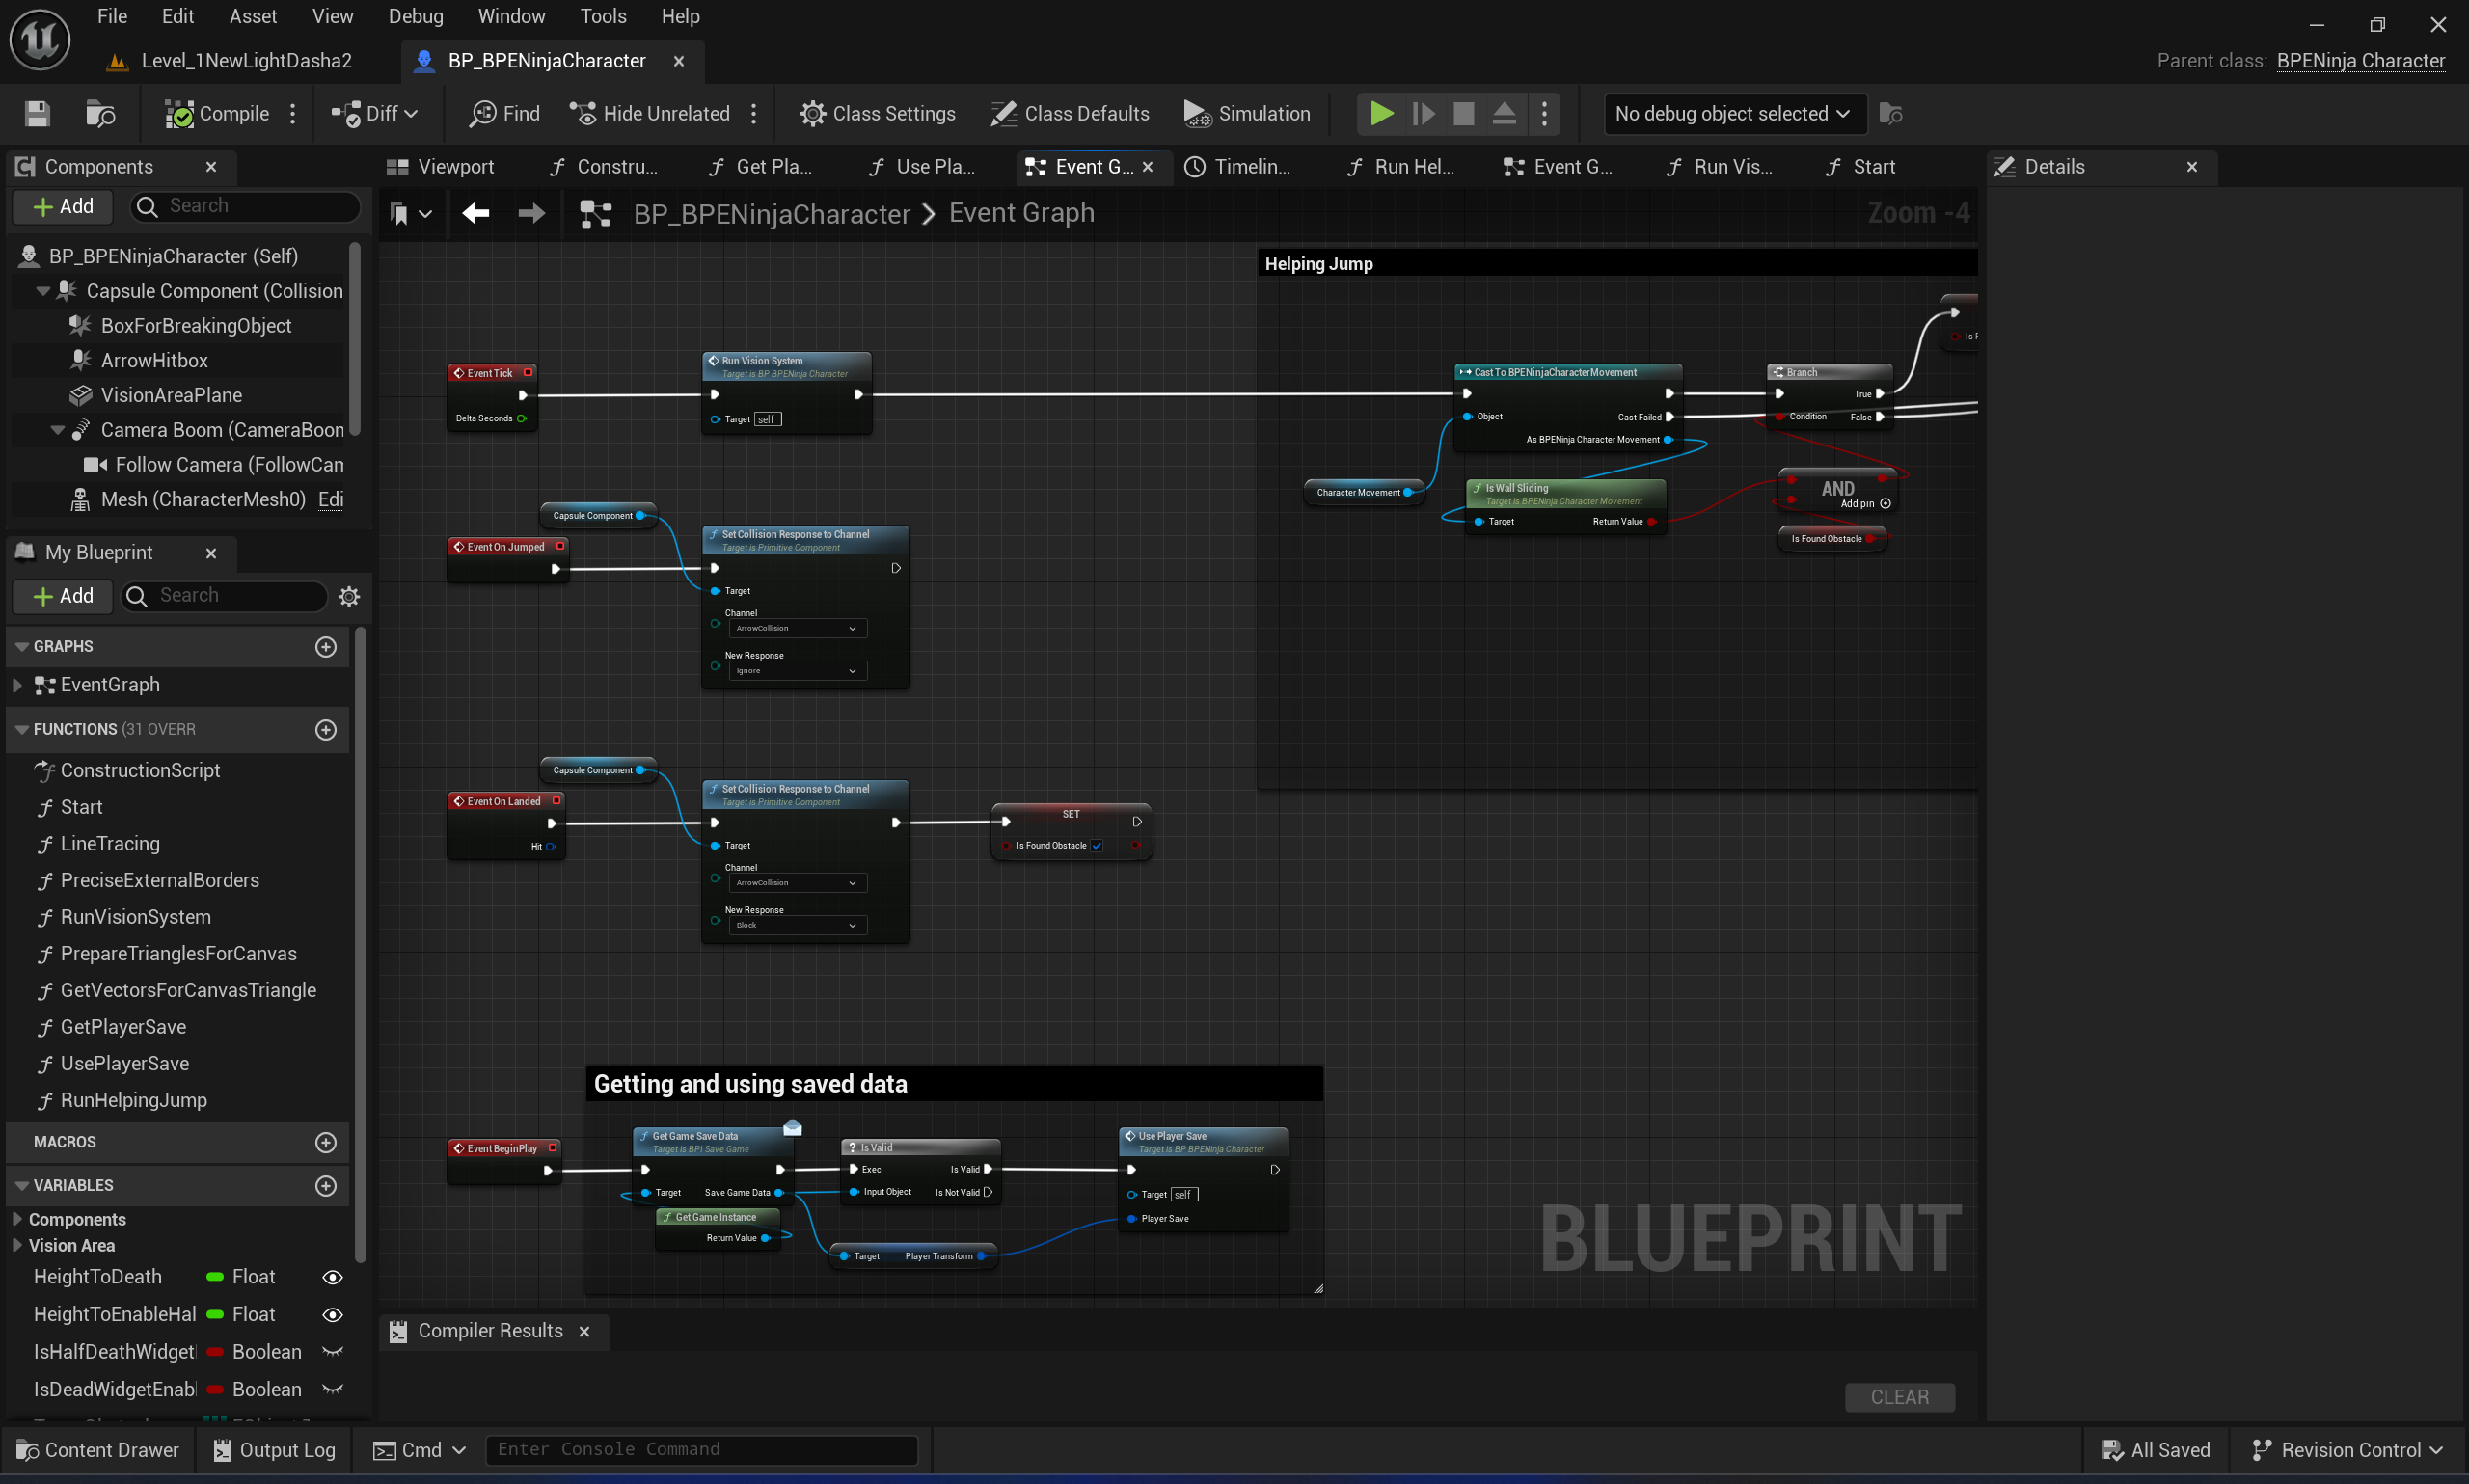 File Edit Asset View Debug Window Tools Help
Level_1NewLightDasha2 BP_BPENinjaCharacter Parent class: BPENinja Character
Compile Diff Find Hide Unrelated Class Settings Class Defaults Simulation No debug object selected
Components
Add Search
BP_BPENinjaCharacter (Self)
Capsule Component (Collision
BoxForBreakingObject
ArrowHitbox
VisionAreaPlane
Camera Boom (CameraBoon
Follow Camera (FollowCan
Mesh (CharacterMesh0) Edi
My Blueprint
Add Search
GRAPHS
EventGraph
FUNCTIONS (31 OVERR
ConstructionScript
Start
LineTracing
PreciseExternalBorders
RunVisionSystem
PrepareTrianglesForCanvas
GetVectorsForCanvasTriangle
GetPlayerSave
UsePlayerSave
RunHelpingJump
MACROS
VARIABLES
Components
Vision Area
HeightToDeath Float
HeightToEnableHal Float
IsHalfDeathWidget Boolean
IsDeadWidgetEnab Boolean
Viewport Constru... Get Pla... Use Pla... Event G... Timelin... Run Hel... Event G... Run Vis... Start
BP_BPENinjaCharacter > Event Graph Zoom -4
Event Tick
Delta Seconds
Run Vision System
Target is BP BPENinja Character
Target self
Helping Jump
Cast To BPENinjaCharacterMovement
Object Cast Failed
As BPENinja Character Movement
Branch
True
Condition False
Is F
Character Movement
Is Wall Sliding
Target is BPENinja Character Movement
Target Return Value
AND
Add pin
Is Found Obstacle
Capsule Component
Event On Jumped
Set Collision Response to Channel
Target is Primitive Component
Target
Channel
ArrowCollision
New Response
Ignore
Capsule Component
Event On Landed
Hit
Set Collision Response to Channel
Target is Primitive Component
Target
Channel
ArrowCollision
New Response
Block
SET
Is Found Obstacle
Getting and using saved data
Event BeginPlay
Get Game Save Data
Target is BPI Save Game
Target Save Game Data
Get Game Instance
Return Value
? Is Valid
Exec Is Valid
Input Object Is Not Valid
Target Player Transform
Use Player Save
Target is BP BPENinja Character
Target self
Player Save
BLUEPRINT
Compiler Results
CLEAR
Details
Content Drawer Output Log Cmd Enter Console Command All Saved Revision Control